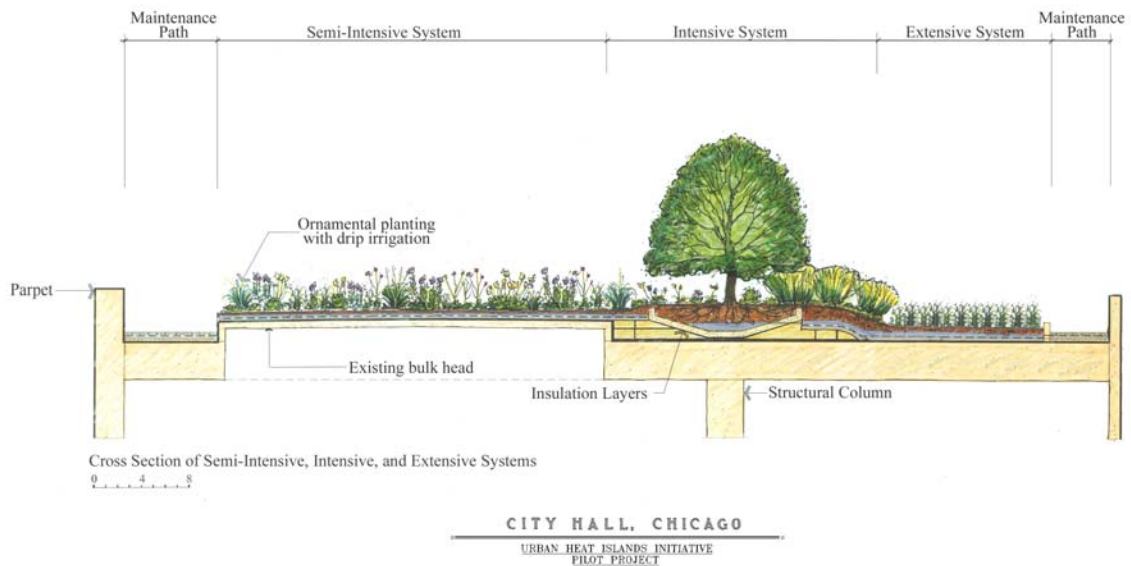 Maintenance
Path
Semi-Intensive System
Intensive System
Extensive System
Maintenance
Path
Ornamental planting
with drip irrigation
Parpet
Existing bulk head
Insulation Layers
Structural Column
Cross Section of Semi-Intensive, Intensive, and Extensive Systems
0 4 8
CITY HALL, CHICAGO
URBAN HEAT ISLANDS INITIATIVE
PILOT PROJECT